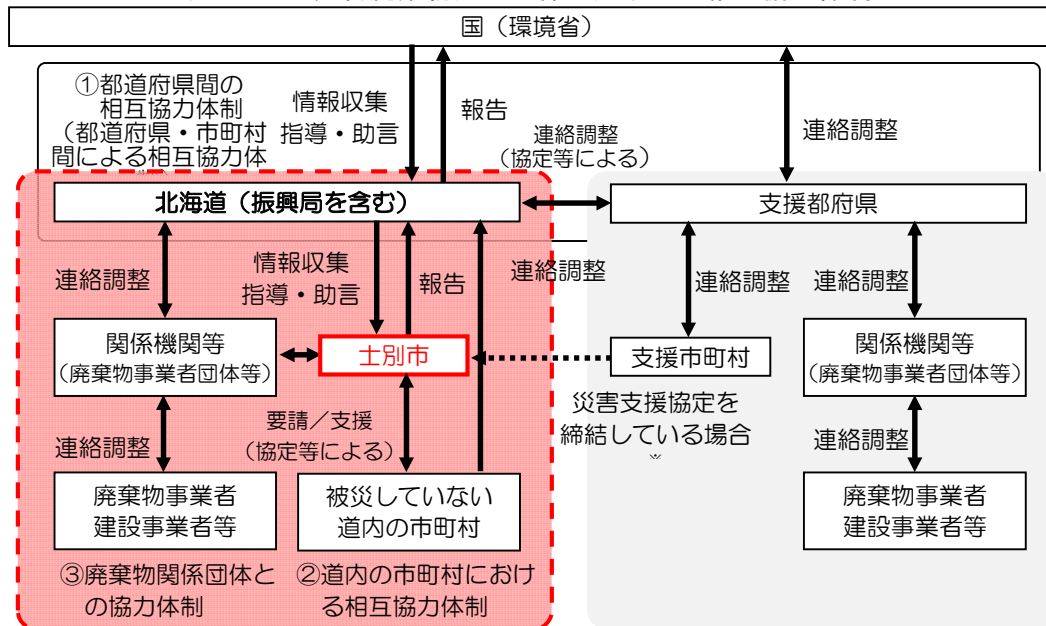 国（環境省）
①都道府県間の
相互協力体制
（都道府県・市町村
間による相互協力体
情報収集
指導・助言
報告
連絡調整
（協定等による）
連絡調整
北海道（振興局を含む）
支援都府県
連絡調整
情報収集
指導・助言
報告
連絡調整
連絡調整
連絡調整
関係機関等
（廃棄物事業者団体等）
士別市
支援市町村
関係機関等
（廃棄物事業者団体等）
連絡調整
要請／支援
（協定等による）
災害支援協定を
締結している場合
※
連絡調整
廃棄物事業者
建設事業者等
被災していない
道内の市町村
廃棄物事業者
建設事業者等
③廃棄物関係団体と
の協力体制
②道内の市町村におけ
る相互協力体制